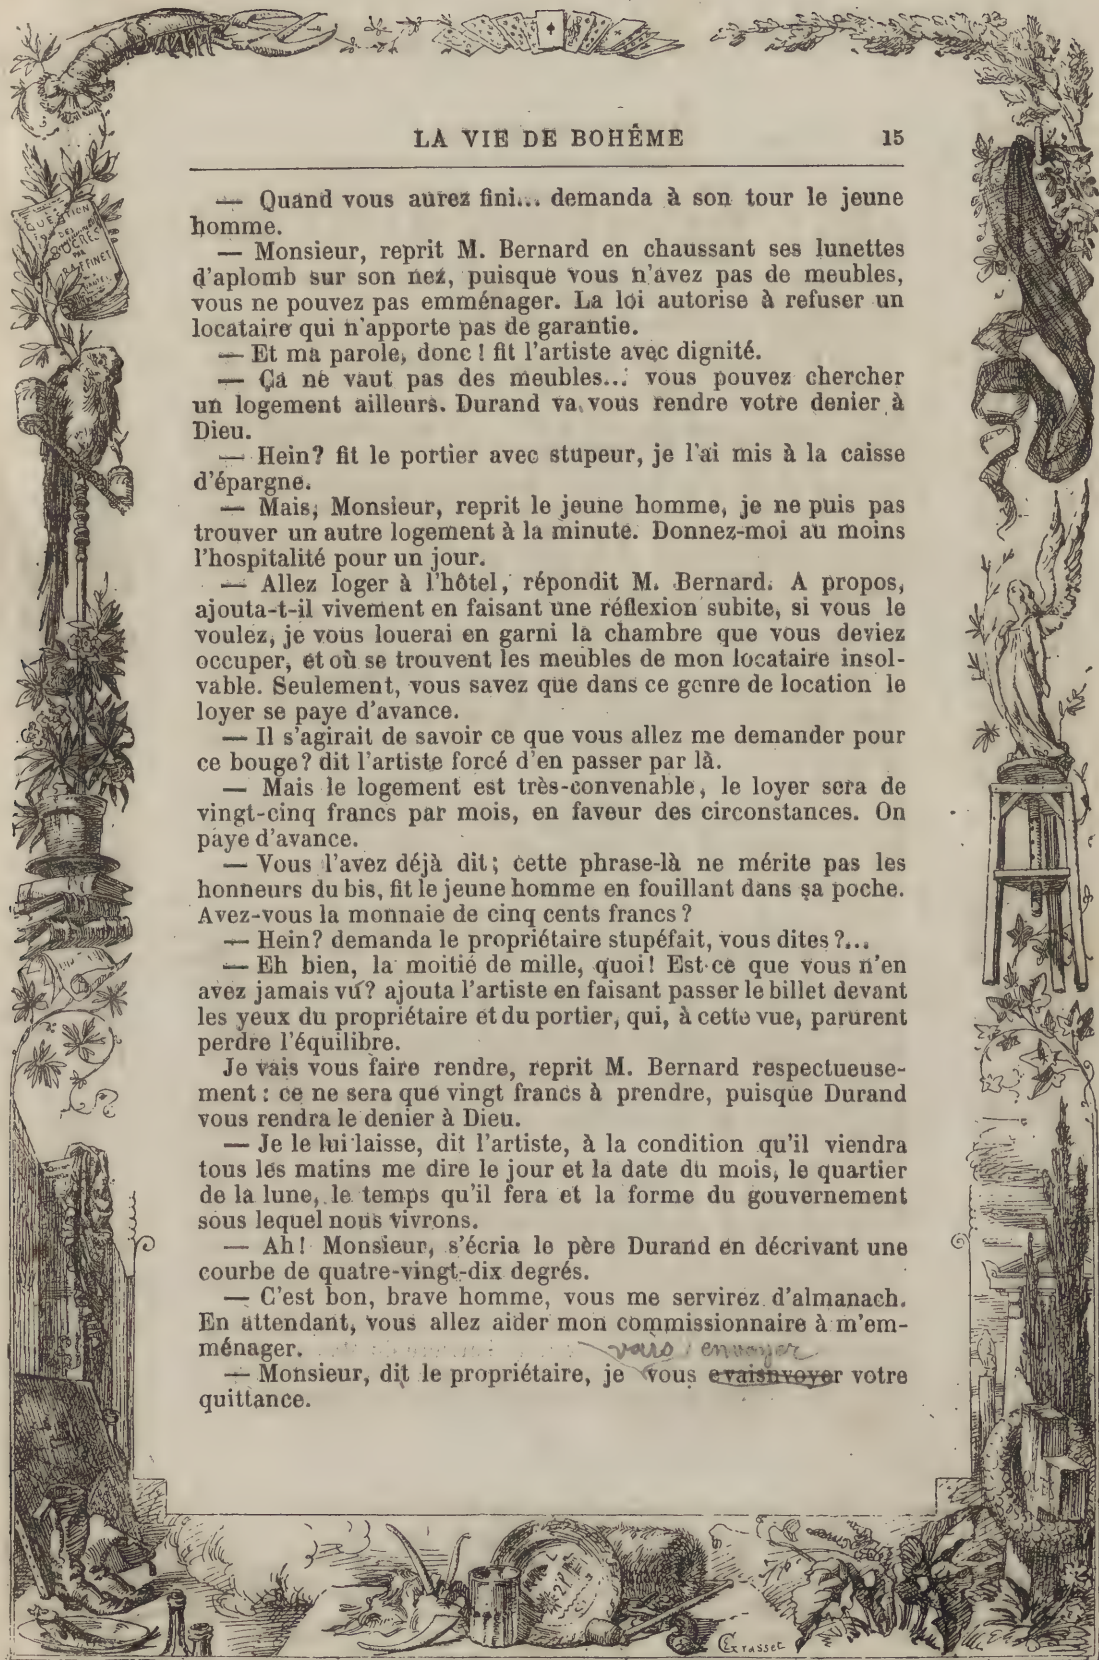 LA VIE DE BOHÊME 15
— Quand vous aurez fini... demanda à son tour le jeune
homme.
— Monsieur, reprit M. Bernard en chaussant ses lunettes
d'aplomb sur son nez, puisque vous n'avez pas de meubles,
vous ne pouvez pas emménager. La loi autorise à refuser un
locataire qui n'apporte pas de garantie.
— Et ma parole, donc ! fit l'artiste avec dignité.
— Ça ne vaut pas des meubles... vous pouvez chercher
un logement ailleurs. Durand va vous rendre votre denier à
Dieu.
— Hein? fit le portier avec stupeur, je l'ai mis à la caisse
d'épargne.
— Mais, Monsieur, reprit le jeune homme, je ne puis pas
trouver un autre logement à la minute. Donnez-moi au moins
l'hospitalité pour un jour.
— Allez loger à l'hôtel, répondit M. Bernard. A propos,
ajouta-t-il vivement en faisant une réflexion subite, si vous le
voulez, je vous louerai en garni la chambre que vous deviez
occuper, et où se trouvent les meubles de mon locataire insol-
vable. Seulement, vous savez que dans ce genre de location le
loyer se paye d'avance.
— Il s'agirait de savoir ce que vous allez me demander pour
ce bouge? dit l'artiste forcé d'en passer par là.
— Mais le logement est très-convenable, le loyer sera de
vingt-cinq francs par mois, en faveur des circonstances. On
paye d'avance.
— Vous l'avez déjà dit; cette phrase-là ne mérite pas les
honneurs du bis, fit le jeune homme en fouillant dans sa poche.
Avez-vous la monnaie de cinq cents francs ?
— Hein? demanda le propriétaire stupéfait, vous dites ?...
— Eh bien, la moitié de mille, quoi! Est-ce que vous n'en
avez jamais vu? ajouta l'artiste en faisant passer le billet devant
les yeux du propriétaire et du portier, qui, à cette vue, parurent
perdre l'équilibre.
Je vais vous faire rendre, reprit M. Bernard respectueuse-
ment : ce ne sera que vingt francs à prendre, puisque Durand
vous rendra le denier à Dieu.
— Je le lui laisse, dit l'artiste, à la condition qu'il viendra
tous les matins me dire le jour et la date du mois, le quartier
de la lune, le temps qu'il fera et la forme du gouvernement
sous lequel nous vivrons.
— Ah! Monsieur, s'écria le père Durand en décrivant une
courbe de quatre-vingt-dix degrés.
— C'est bon, brave homme, vous me servirez d'almanach.
En attendant, vous allez aider mon commissionnaire à m'em-
ménager.
vais envoyer
— Monsieur, dit le propriétaire, je vous evaisnvoyer votre
quittance.
QUESTION
DES
BOUGRES
PAR
RAFFINET
EGrasset